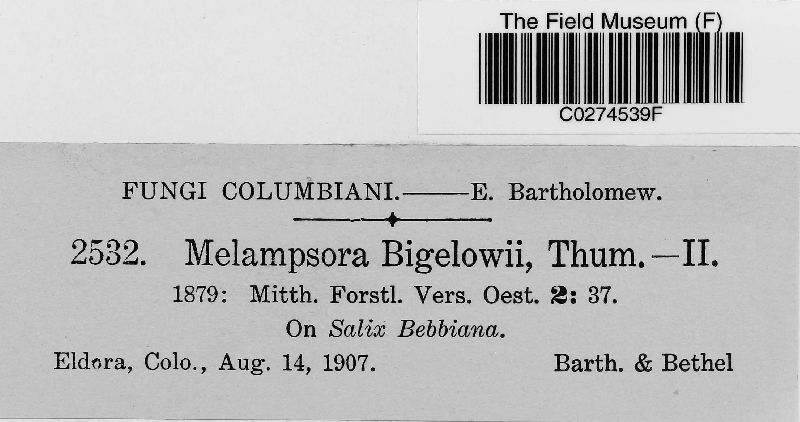 The Field Museum (F)
C0274539F
FUNGI COLUMBIANI.——E. Bartholomew.
2532. Melampsora Bigelowii, Thum.—II.
1879: Mitth. Forstl. Vers. Oest. 2: 37.
On Salix Bebbiana.
Eldora, Colo., Aug. 14, 1907. Barth. & Bethel